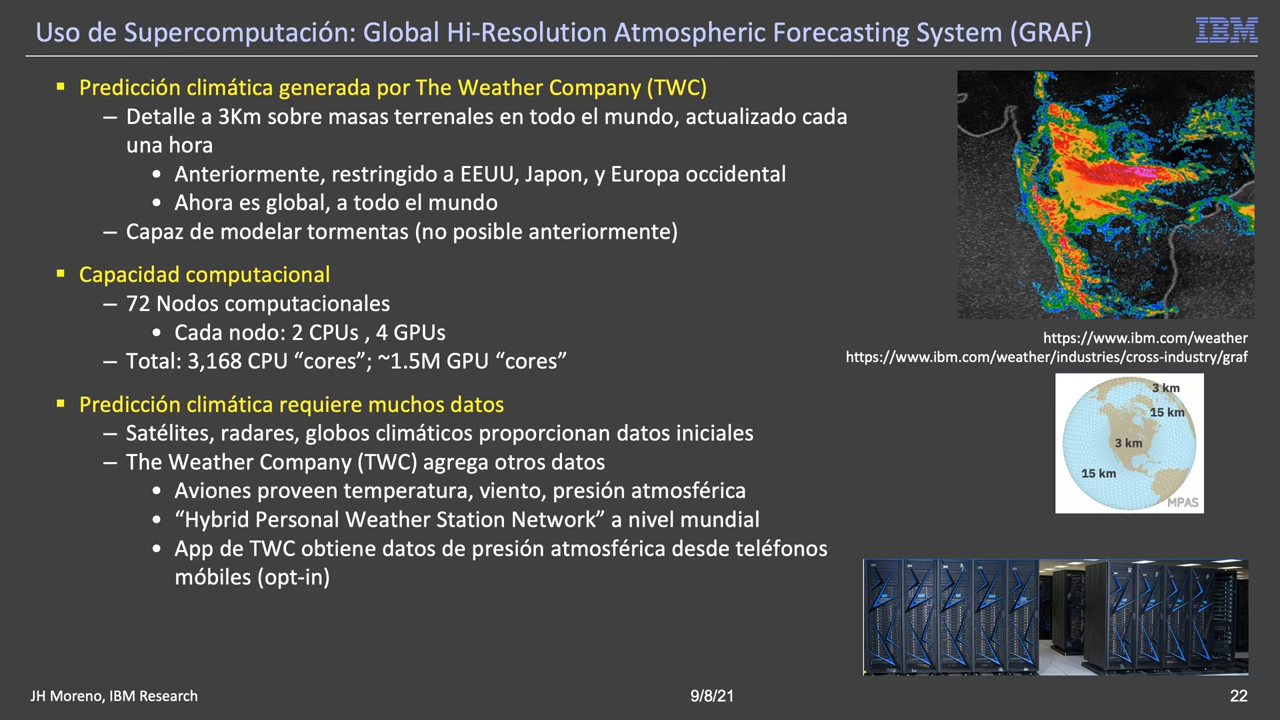 Uso de Supercomputación: Global Hi-Resolution Atmospheric Forecasting System (GRAF)
IBM
▪ Predicción climática generada por The Weather Company (TWC)
– Detalle a 3Km sobre masas terrenales en todo el mundo, actualizado cada
una hora
• Anteriormente, restringido a EEUU, Japon, y Europa occidental
• Ahora es global, a todo el mundo
– Capaz de modelar tormentas (no posible anteriormente)
▪ Capacidad computacional
– 72 Nodos computacionales
• Cada nodo: 2 CPUs , 4 GPUs
– Total: 3,168 CPU “cores”; ~1.5M GPU “cores”
▪ Predicción climática requiere muchos datos
– Satélites, radares, globos climáticos proporcionan datos iniciales
– The Weather Company (TWC) agrega otros datos
• Aviones proveen temperatura, viento, presión atmosférica
• “Hybrid Personal Weather Station Network” a nivel mundial
• App de TWC obtiene datos de presión atmosférica desde teléfonos
móbiles (opt-in)
https://www.ibm.com/weather
https://www.ibm.com/weather/industries/cross-industry/graf
3 km
15 km
3 km
15 km
MPAS
JH Moreno, IBM Research
9/8/21
22